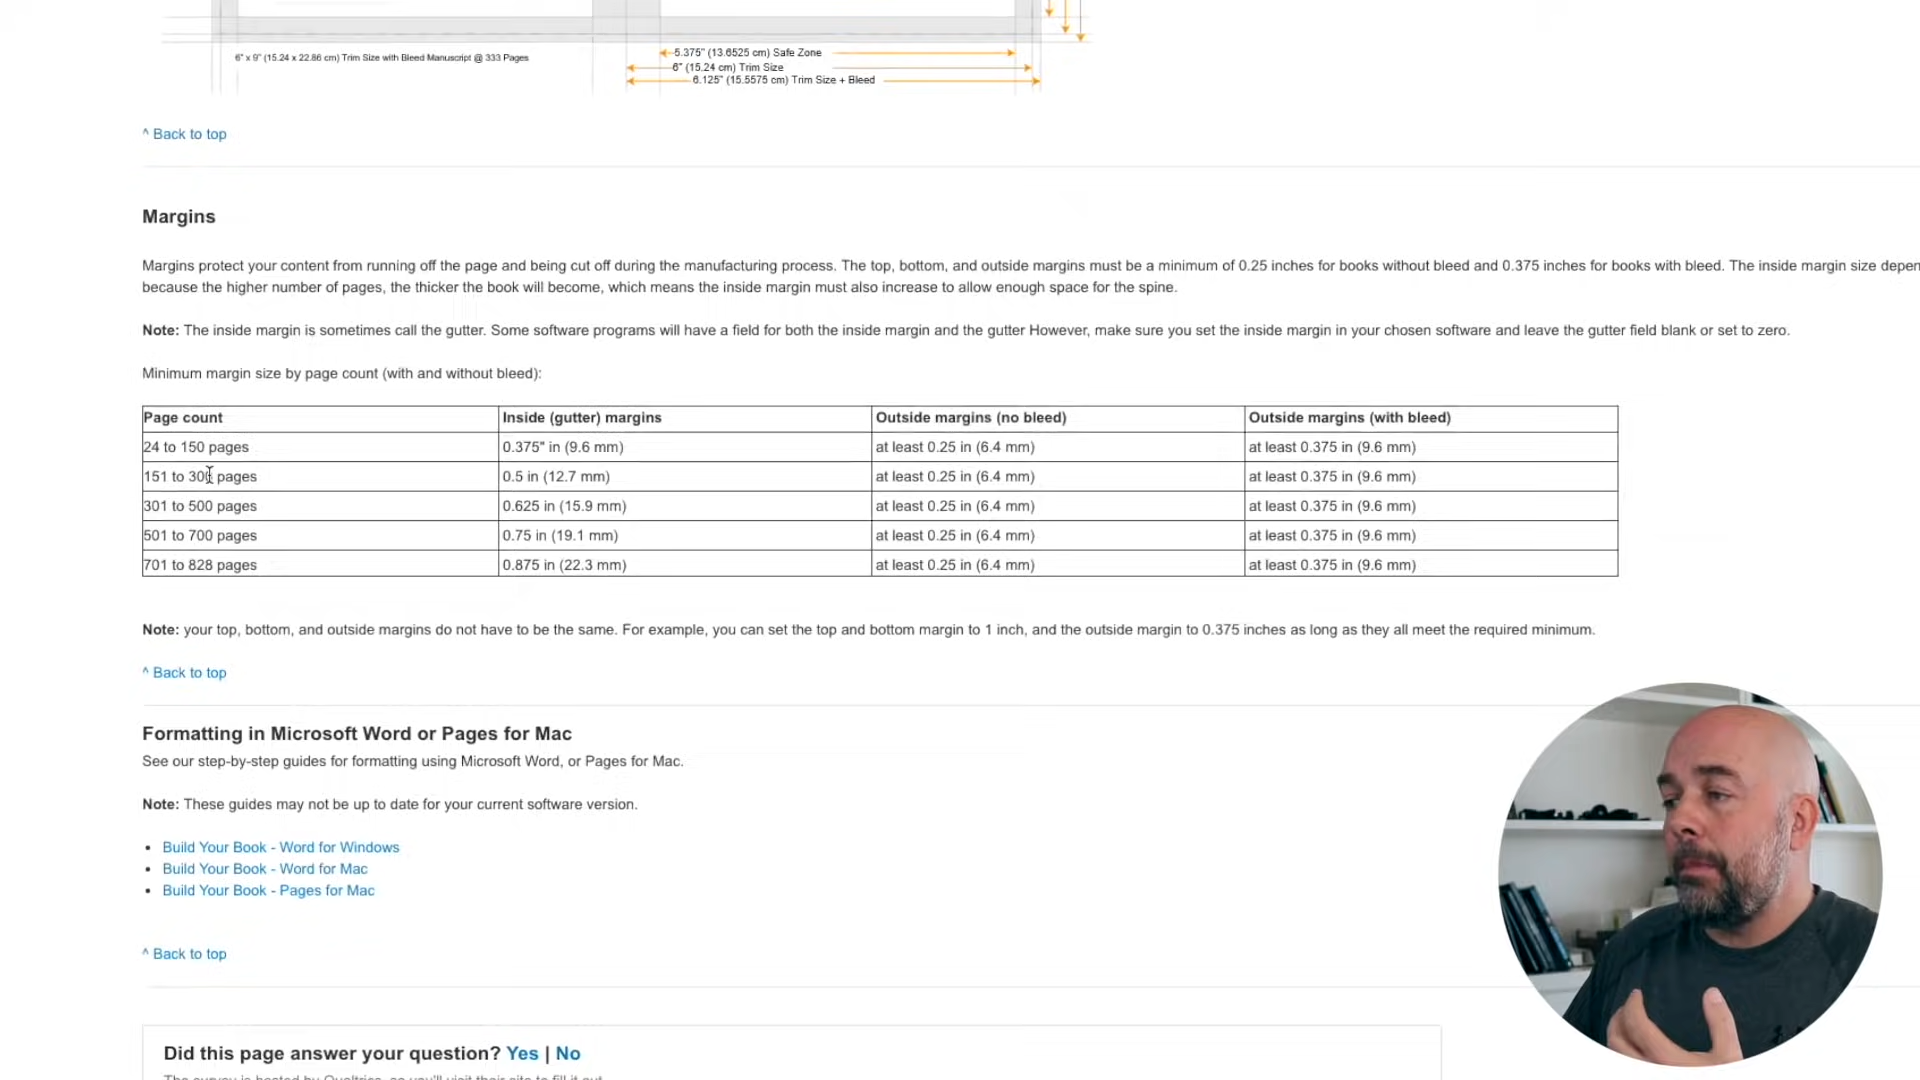 5.375" (13.6525 cm) Safe Zone
6" x 9" (15.24 x 22.86 cm) Trim Size with Bleed Manuscript @ 333 Pages
6" (15.24 cm) Trim Size
6.125" (15.5575 cm) Trim Size + Bleed
^ Back to top
Margins
Margins protect your content from running off the page and being cut off during the manufacturing process. The top, bottom, and outside margins must be a minimum of 0.25 inches for books without bleed and 0.375 inches for books with bleed. The inside margin size
because the higher number of pages, the thicker the book will become, which means the inside margin must also increase to allow enough space for the spine.
Note: The inside margin is sometimes call the gutter. Some software programs will have a field for both the inside margin and the gutter However, make sure you set the inside margin in your chosen software and leave the gutter field blank or set to zero.
Minimum margin size by page count (with and without bleed):
Page count Inside (gutter) margins Outside margins (no bleed) Outside margins (with bleed)
24 to 150 pages 0.375" in (9.6 mm) at least 0.25 in (6.4 mm) at least 0.375 in (9.6 mm)
151 to 300 pages 0.5 in (12.7 mm) at least 0.25 in (6.4 mm) at least 0.375 in (9.6 mm)
301 to 500 pages 0.625 in (15.9 mm) at least 0.25 in (6.4 mm) at least 0.375 in (9.6 mm)
501 to 700 pages 0.75 in (19.1 mm) at least 0.25 in (6.4 mm) at least 0.375 in (9.6 mm)
701 to 828 pages 0.875 in (22.3 mm) at least 0.25 in (6.4 mm) at least 0.375 in (9.6 mm)
Note: your top, bottom, and outside margins do not have to be the same. For example, you can set the top and bottom margin to 1 inch, and the outside margin to 0.375 inches as long as they all meet the required minimum.
^ Back to top
Formatting in Microsoft Word or Pages for Mac
See our step-by-step guides for formatting using Microsoft Word, or Pages for Mac.
Note: These guides may not be up to date for your current software version.
• Build Your Book - Word for Windows
• Build Your Book - Word for Mac
• Build Your Book - Pages for Mac
^ Back to top
Did this page answer your question? Yes | No